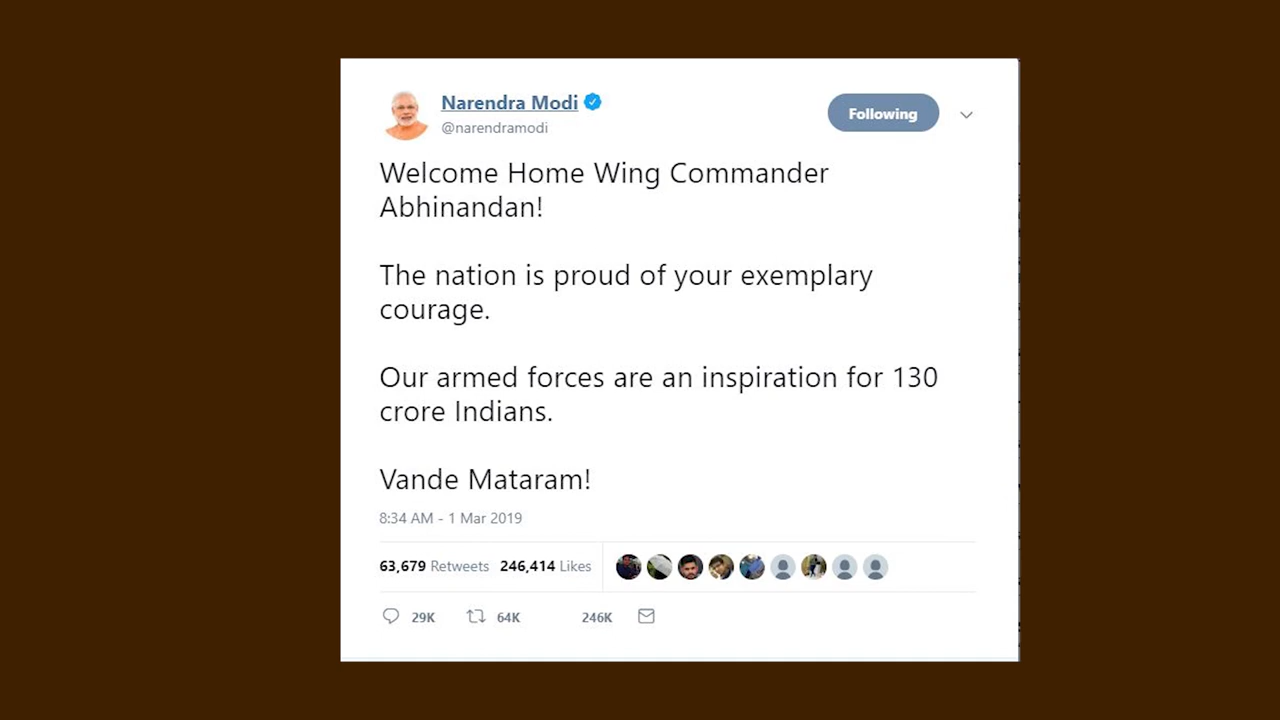 Narendra Modi
@narendramodi
Following
Welcome Home Wing Commander
Abhinandan!
The nation is proud of your exemplary
courage.
Our armed forces are an inspiration for 130
crore Indians.
Vande Mataram!
8:34 AM - 1 Mar 2019
63,679 Retweets 246,414 Likes
29K 64K 246K